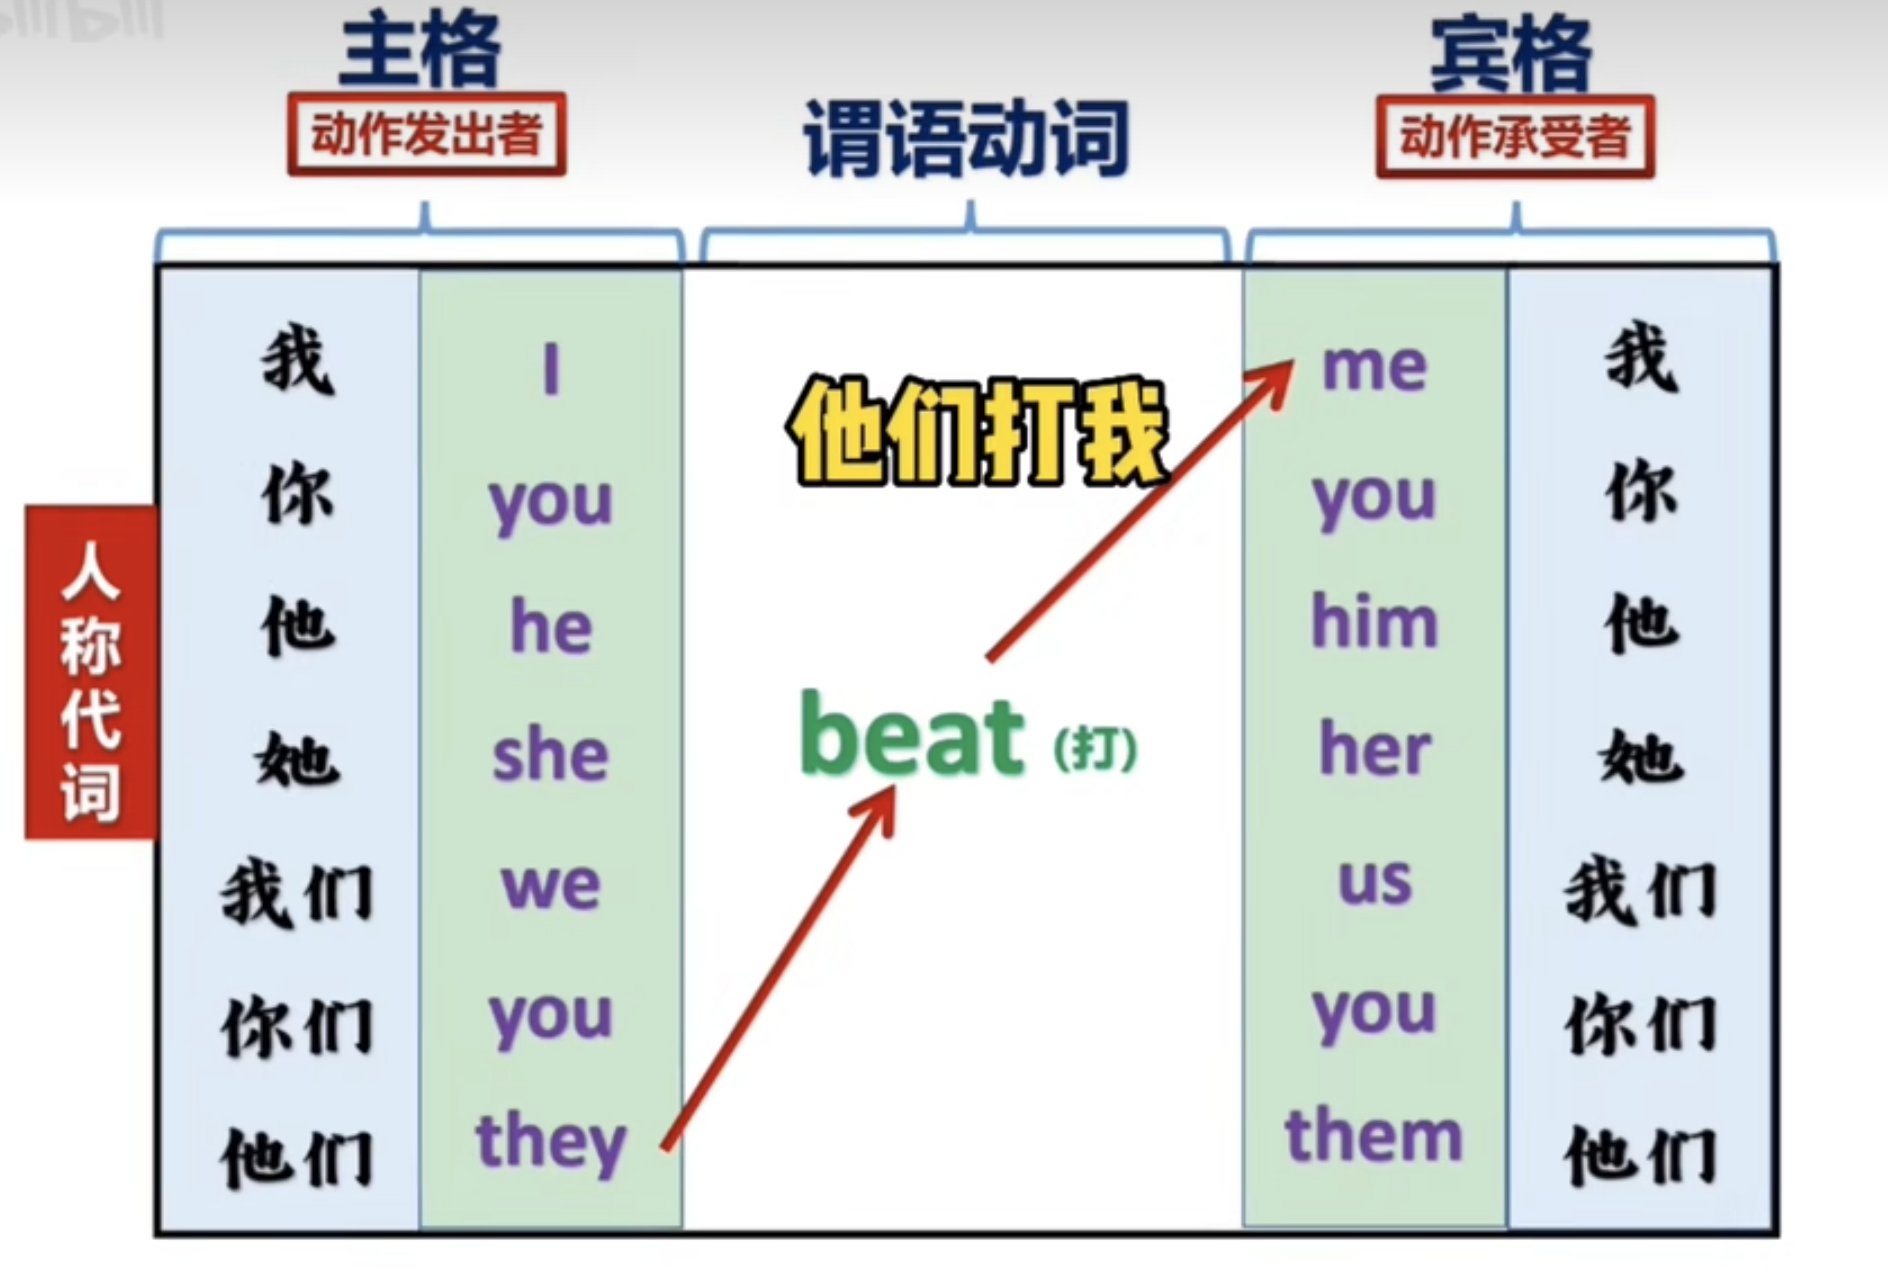 主格
宾格
动作发出者
谓语动词
动作承受者
我 I me 我
他们打我
你 you you 你
人称代词
他 he him 他
她 she beat (打) her 她
我们 we us 我们
你们 you you 你们
他们 they them 他们